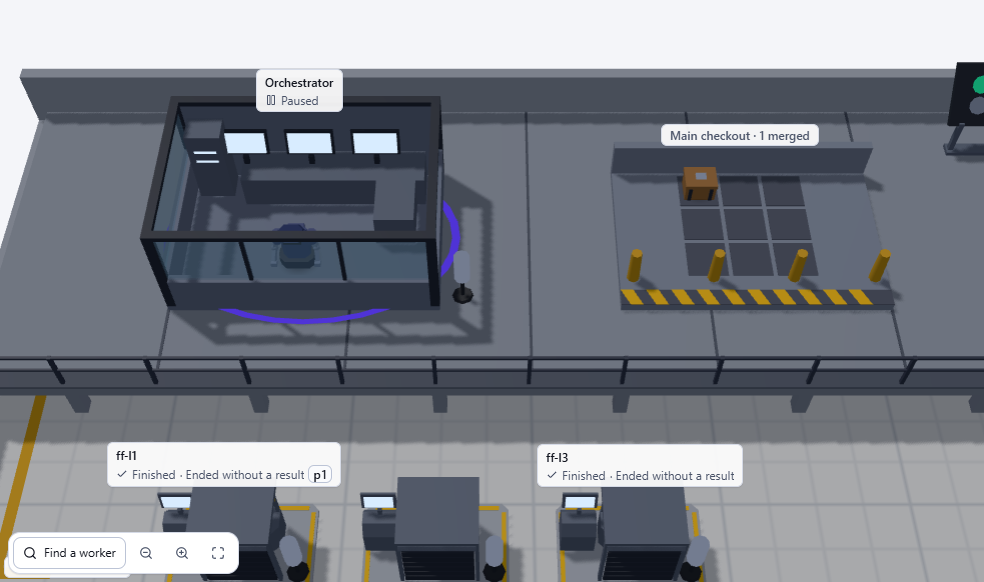 Orchestrator
Paused
Main checkout · 1 merged
ff-l1
Finished · Ended without a result p1
ff-l3
Finished · Ended without a result
Find a worker